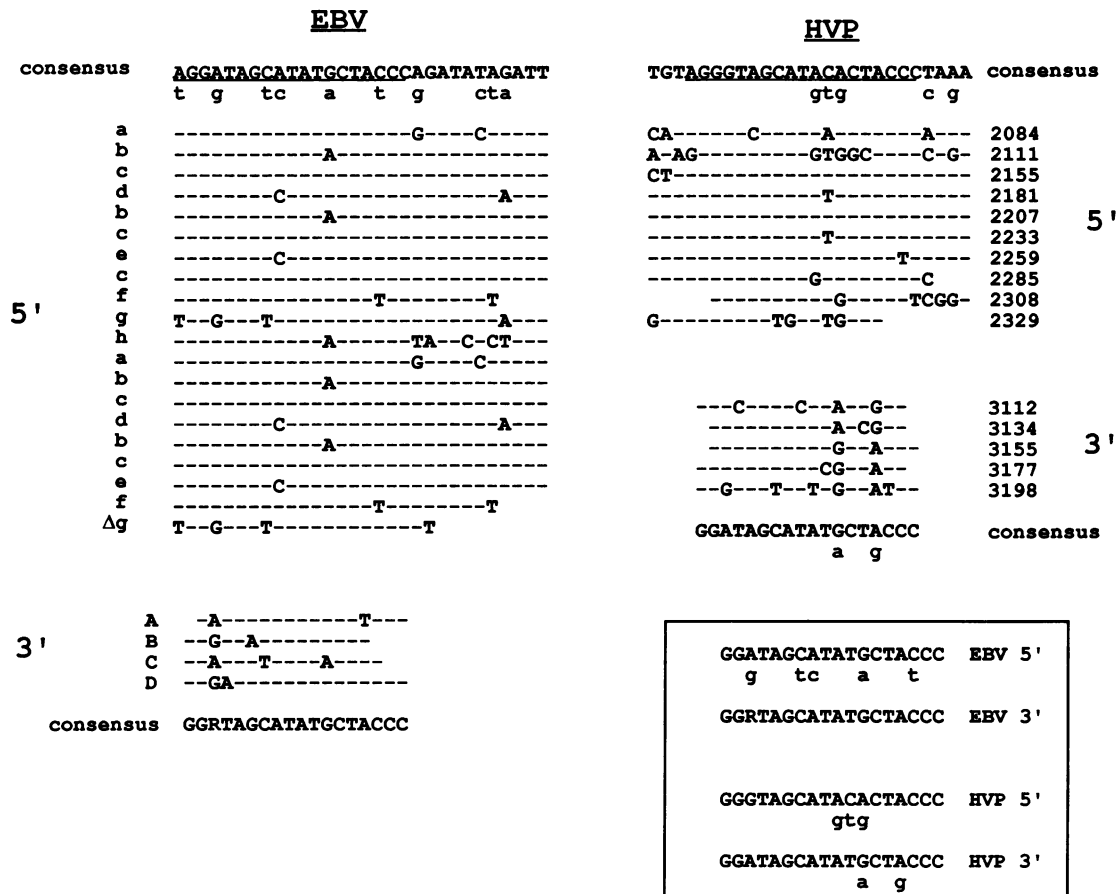 EBV
consensus AGGATAGCATATGCTACCCAGATATAGATT
t g tc a t g cta
5'
a -------------------G----C-----
b ------------A-----------------
c ------------------------------
d --------C-----------------A---
b ------------A-----------------
c ------------------------------
e --------C---------------------
c ------------------------------
f ----------------T--------T----
g T--G---T------------------A---
h ------------A------TA--C-CT---
a -------------------G----C-----
b ------------A-----------------
c ------------------------------
d --------C-----------------A---
b ------------A-----------------
c ------------------------------
e --------C---------------------
f ----------------T--------T----
Δg T--G---T------------T-----
3'
A -A-----------T---
B --G--A---------
C --A---T----A----
D --GA--------------
consensus GGRTAGCATATGCTACCC
HVP
TGTAGGGTAGCATACACTACCCTAAA consensus
gtg c g
CA------C-----A-------A--- 2084
A-AG---------GTGGC----C-G- 2111
CT------------------------ 2155
--------------T----------- 2181
-------------------------- 2207
--------------T----------- 2233
--------------------T----- 2259
-------------G--------C--- 2285
----------G-----TCGG- 2308
G---------TG--TG--- 2329
5'
---C----C--A--G-- 3112
----------A-CG-- 3134
----------G--A--- 3155
----------CG--A-- 3177
-G---T--T-G--AT-- 3198
3'
GGATAGCATATGCTACCC consensus
a g
GGATAGCATATGCTACCC EBV 5'
g tc a t
GGRTAGCATATGCTACCC EBV 3'
GGGTAGCATACACTACCC HVP 5'
gtg
GGATAGCATATGCTACCC HVP 3'
a g